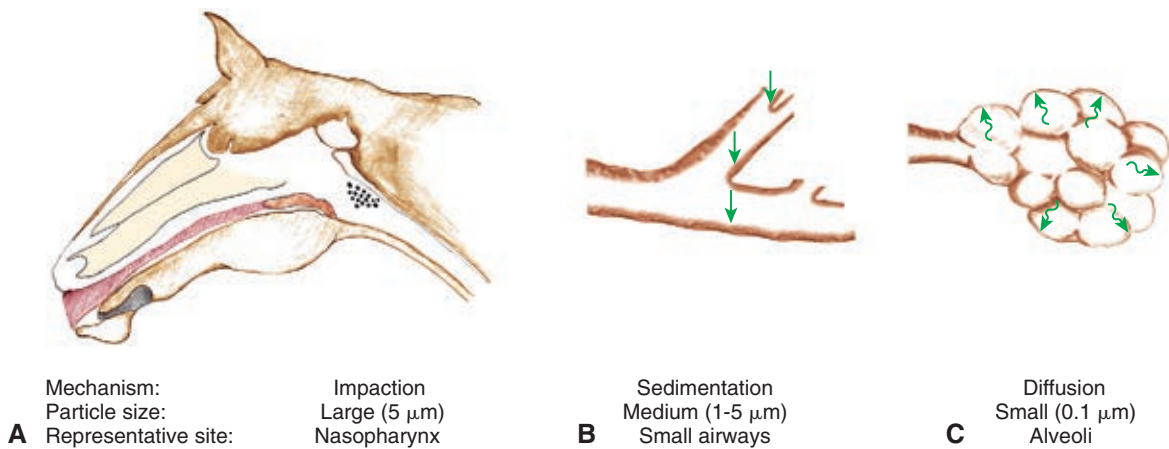 Mechanism: Impaction
Particle size: Large (5 μm)
A Representative site: Nasopharynx
Sedimentation
Medium (1-5 μm)
B Small airways
Diffusion
Small (0.1 μm)
C Alveoli